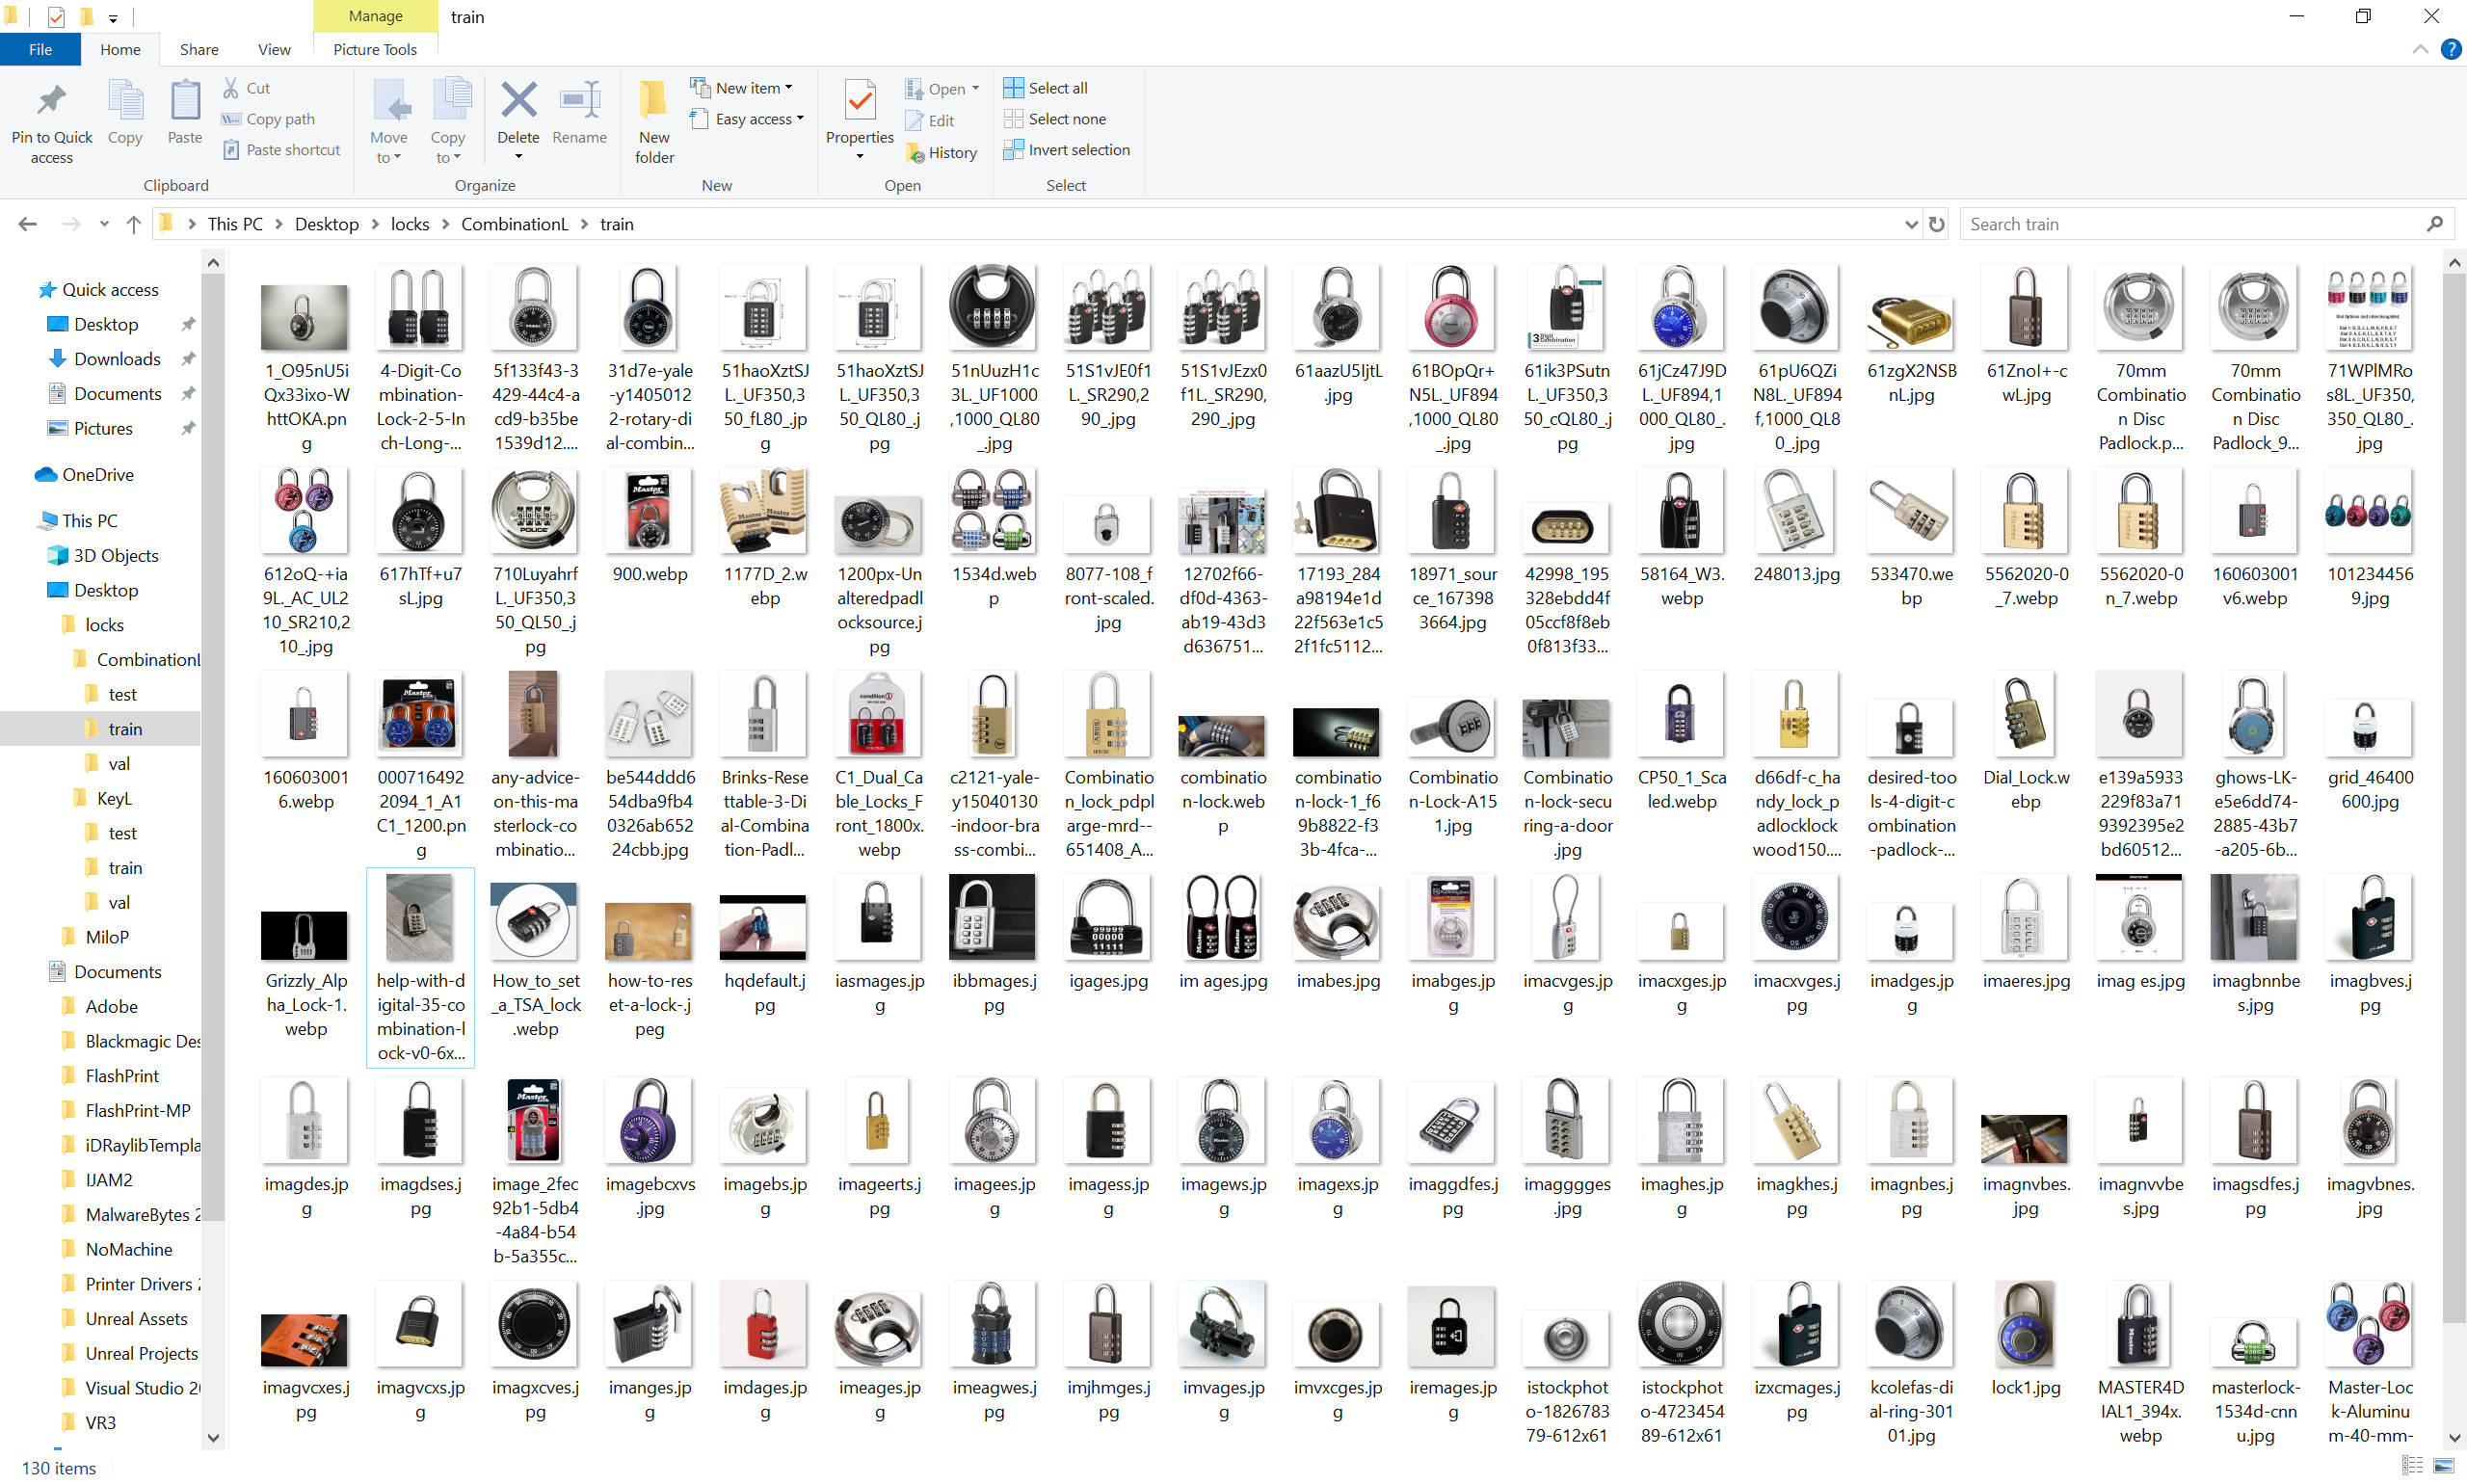 Manage train
File Home Share View Picture Tools
Pin to Quick access
Copy
Paste
Cut
Copy path
Paste shortcut
Clipboard
Move to
Copy to
Delete
Rename
Organize
New folder
New item
Easy access
New
Properties
Open
Edit
History
Open
Select all
Select none
Invert selection
Select
This PC Desktop locks CombinationL train
Search train
Quick access
Desktop
Downloads
Documents
Pictures
OneDrive
This PC
3D Objects
Desktop
locks
CombinationL
test
train
val
KeyL
test
train
val
MiloP
Documents
Adobe
Blackmagic Des
FlashPrint
FlashPrint-MP
iDRaylibTempla
IJAM2
MalwareBytes 2
NoMachine
Printer Drivers 2
Unreal Assets
Unreal Projects
Visual Studio 20
VR3
1_O95nU5iQx33ixo-WhttOKA.png
4-Digit-Combination-Lock-2-5-Inch-Long-...
5f133f43-3429-44c4-acd9-b35be1539d12....
31d7e-yale-y14050122-rotary-dial-combin...
51haoXztSJL._UF350,350_fL80_.jpg
51haoXztSJL._UF350,350_QL80_.jpg
51nUuzH1c3L._UF1000,1000_QL80_.jpg
51S1vJE0f1L._SR290,290_.jpg
51S1vJEzx0f1L._SR290,290_.jpg
61aazU5IjtL.jpg
61BOpQr+N5L._UF894,1000_QL80_.jpg
61ik3PSutnL._UF350,350_cQL80_.jpg
61jCz47J9DL._UF894,1000_QL80_.jpg
61pU6QZiN8L._UF894f,1000_QL80_.jpg
61zgX2NSBnL.jpg
61ZnoI+-cwL.jpg
70mm Combination Disc Padlock.p...
70mm Combination Disc Padlock_9...
71WPlMRos8L._UF350,350_QL80_.jpg
612oQ-+ia9L._AC_UL210_SR210,210_.jpg
617hTf+u7sL.jpg
710LuyahrfL._UF350,350_QL50_.jpg
900.webp
1177D_2.webp
1200px-Unalteredpadlocksource.jpg
1534d.webp
8077-108_front-scaled.jpg
12702f66-df0d-4363-ab19-43d3d636751...
17193_284a98194e1d22f563e1c52f1fc5112...
18971_source_1673983664.jpg
42998_195328ebdd4f05ccf8f8eb0f813f33...
58164_W3.webp
248013.jpg
533470.webp
5562020-0_7.webp
5562020-0n_7.webp
160603001v6.webp
1012344569.jpg
1606030016.webp
0007164922094_1_A1C1_1200.png
any-advice-on-this-masterlock-combinatio...
be544ddd654dba9fb40326ab65224cbb.jpg
Brinks-Resettable-3-Dial-Combination-Padl...
C1_Dual_Cable_Locks_Front_1800x.webp
c2121-yale-y15040130-indoor-brass-combi...
Combination_lock_pdplarge-mrd--651408_A...
combination-lock.webp
combination-lock-1_f69b8822-f33b-4fca-...
Combination-Lock-A151.jpg
Combination-lock-securing-a-door.jpg
CP50_1_Scaled.webp
d66df-c_handy_lock_padlocklockwood150....
desired-tools-4-digit-combination-padlock-...
Dial_Lock.webp
e139a5933229f83a719392395e2bd60512...
ghows-LK-e5e6dd74-2885-43b7-a205-6b...
grid_46400600.jpg
Grizzly_Alpha_Lock-1.webp
help-with-digital-35-combination-lock-v0-6x...
How_to_set_a_TSA_lock.webp
how-to-reset-a-lock-.jpeg
hqdefault.jpg
iasmages.jpg
ibbmages.jpg
igages.jpg
im ages.jpg
imabes.jpg
imabges.jpg
imacvges.jpg
imacxges.jpg
imacxvges.jpg
imadges.jpg
imaeres.jpg
imag es.jpg
imagbnnbes.jpg
imagbves.jpg
imagdes.jpg
imagdses.jpg
image_2fec92b1-5db4-4a84-b54b-5a355c...
imagebcxvs.jpg
imagebs.jpg
imageerts.jpg
imagees.jpg
imagess.jpg
imagews.jpg
imagexs.jpg
imaggdfes.jpg
imagggges.jpg
imaghes.jpg
imagkhes.jpg
imagnbes.jpg
imagnvbes.jpg
imagnvvbes.jpg
imagsdfes.jpg
imagvbnes.jpg
imagvcxes.jpg
imagvcxs.jpg
imagxcves.jpg
imanges.jpg
imdages.jpg
imeages.jpg
imeagwes.jpg
imjhmges.jpg
imvages.jpg
imvxcges.jpg
iremages.jpg
istockphoto-182678379-612x61
istockphoto-472345489-612x61
izxcmages.jpg
kcolefas-dial-ring-30101.jpg
lock1.jpg
MASTER4DIAL1_394x.webp
masterlock-1534d-cnnu.jpg
Master-Lock-Aluminum-40-mm-
130 items